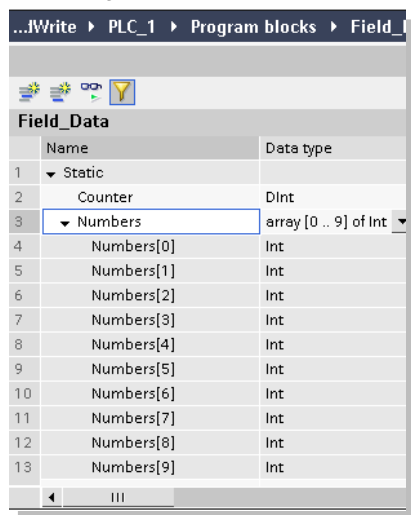 ...JWrite ▸ PLC_1 ▸ Program blocks ▸ Field_
Field_Data
Name Data type
1 Static
2 Counter DInt
3 Numbers array [0 .. 9] of Int
4 Numbers[0] Int
5 Numbers[1] Int
6 Numbers[2] Int
7 Numbers[3] Int
8 Numbers[4] Int
9 Numbers[5] Int
10 Numbers[6] Int
11 Numbers[7] Int
12 Numbers[8] Int
13 Numbers[9] Int